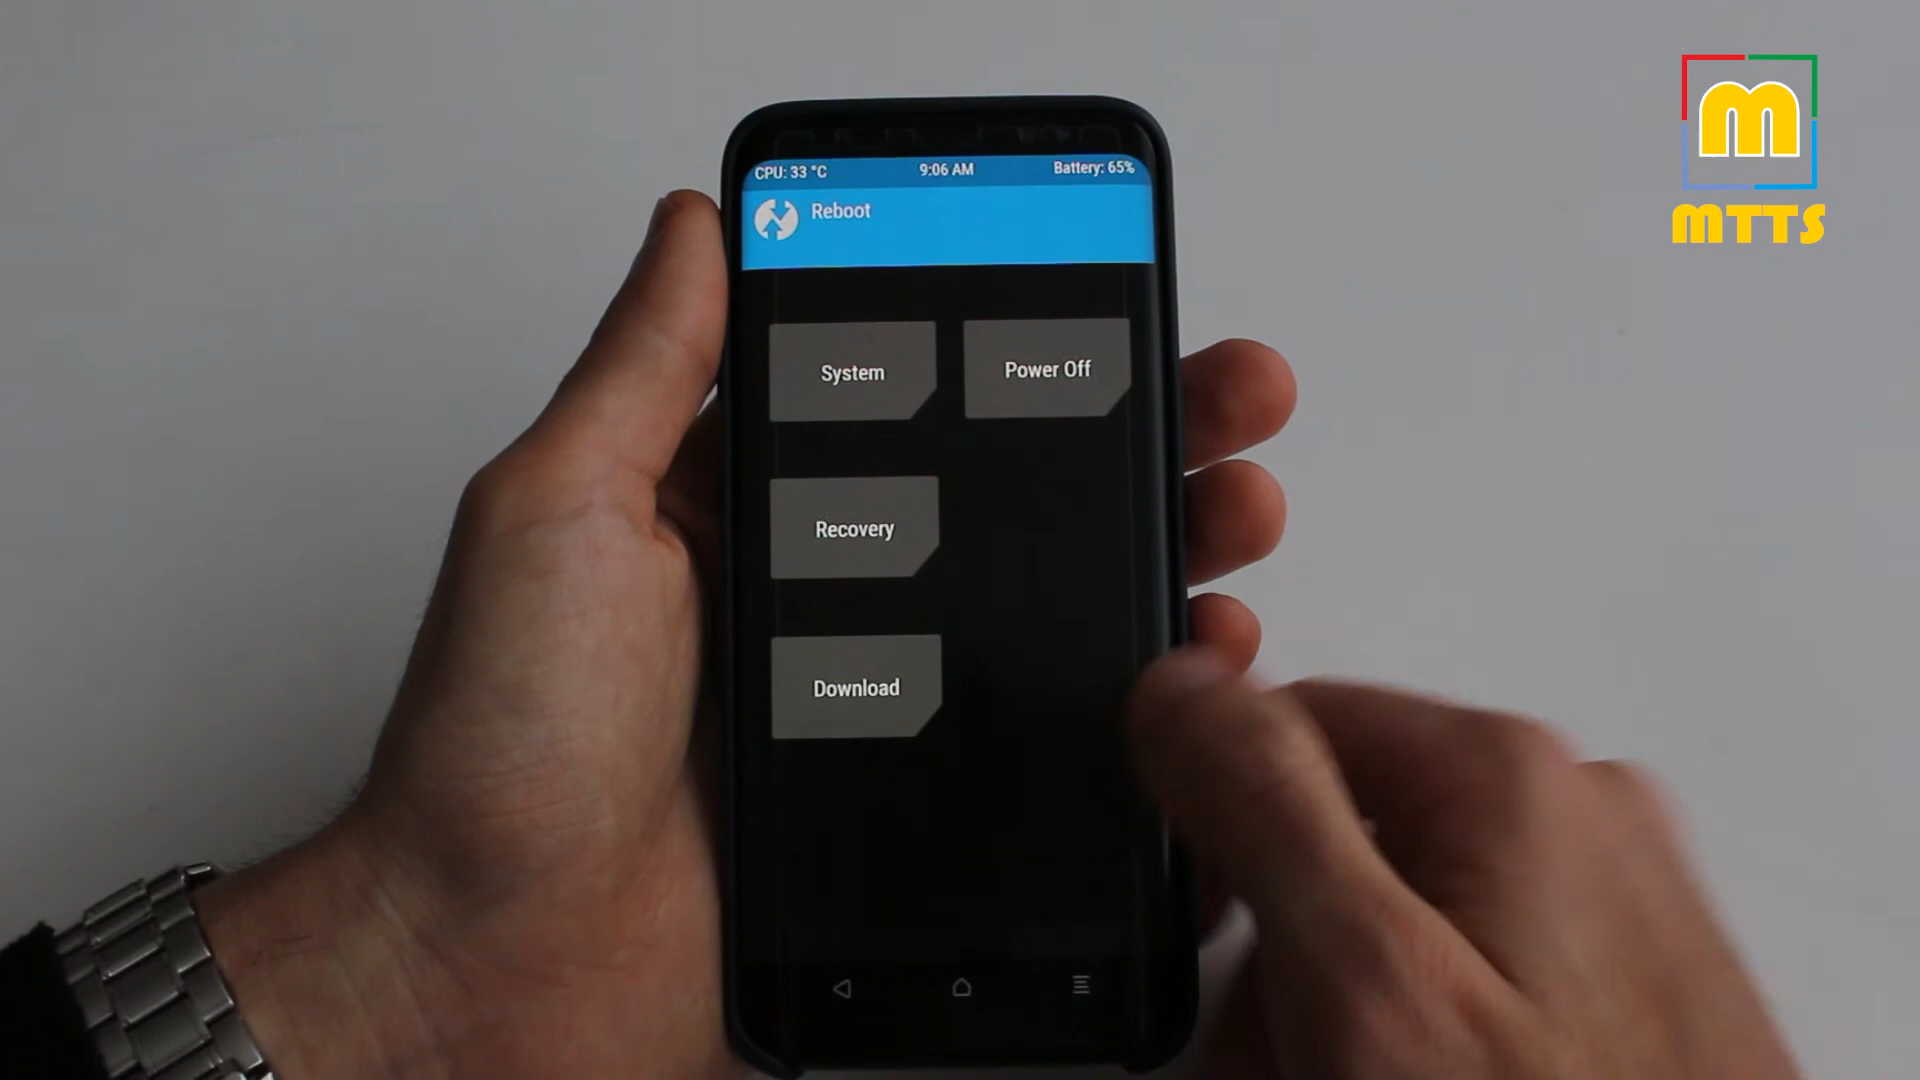 CPU: 33 °C 9:06 AM Battery: 65%
Reboot
System Power Off
Recovery
Download
M
MTTS